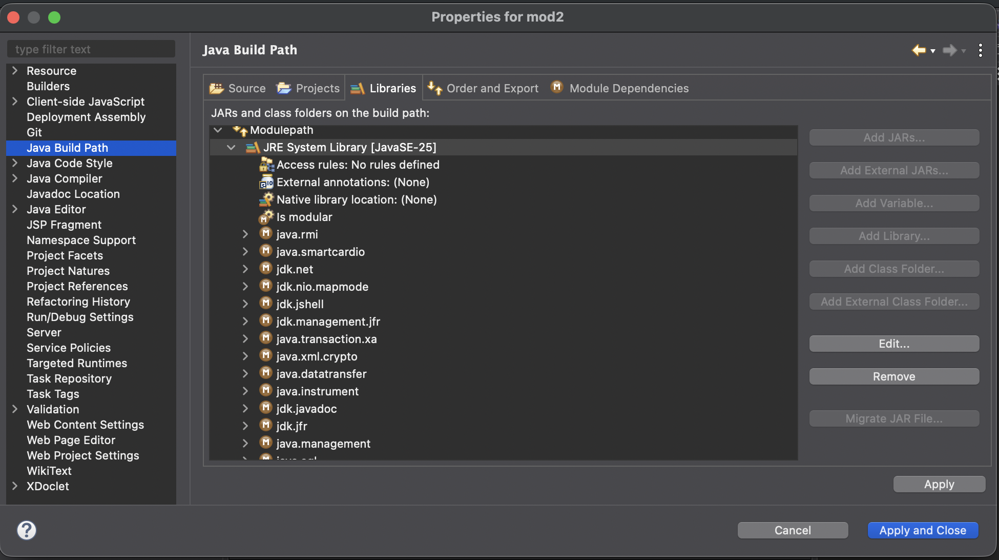 Properties for mod2
type filter text
Resource
Builders
Client-side JavaScript
Deployment Assembly
Git
Java Build Path
Java Code Style
Java Compiler
Javadoc Location
Java Editor
JSP Fragment
Namespace Support
Project Facets
Project Natures
Project References
Refactoring History
Run/Debug Settings
Server
Service Policies
Targeted Runtimes
Task Repository
Task Tags
Validation
Web Content Settings
Web Page Editor
Web Project Settings
WikiText
XDoclet
Java Build Path
Source Projects Libraries Order and Export Module Dependencies
JARs and class folders on the build path:
Modulepath
JRE System Library [JavaSE-25]
Access rules: No rules defined
External annotations: (None)
Native library location: (None)
Is modular
java.rmi
java.smartcardio
jdk.net
jdk.nio.mapmode
jdk.jshell
jdk.management.jfr
java.transaction.xa
java.xml.crypto
java.datatransfer
java.instrument
jdk.javadoc
jdk.jfr
java.management
Add JARs...
Add External JARs...
Add Variable...
Add Library...
Add Class Folder...
Add External Class Folder...
Edit...
Remove
Migrate JAR File...
Apply
Cancel
Apply and Close